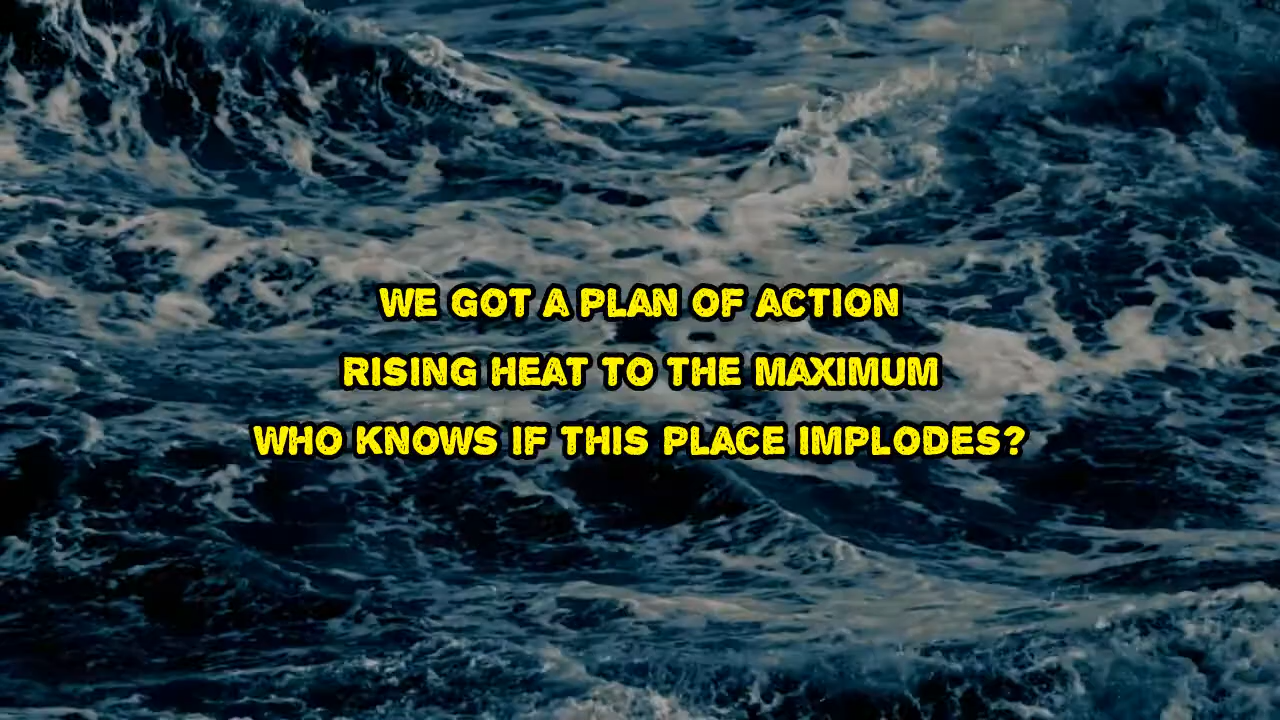 WE GOT A PLAN OF ACTION
RISING HEAT TO THE MAXIMUM
WHO KNOWS IF THIS PLACE IMPLODES?